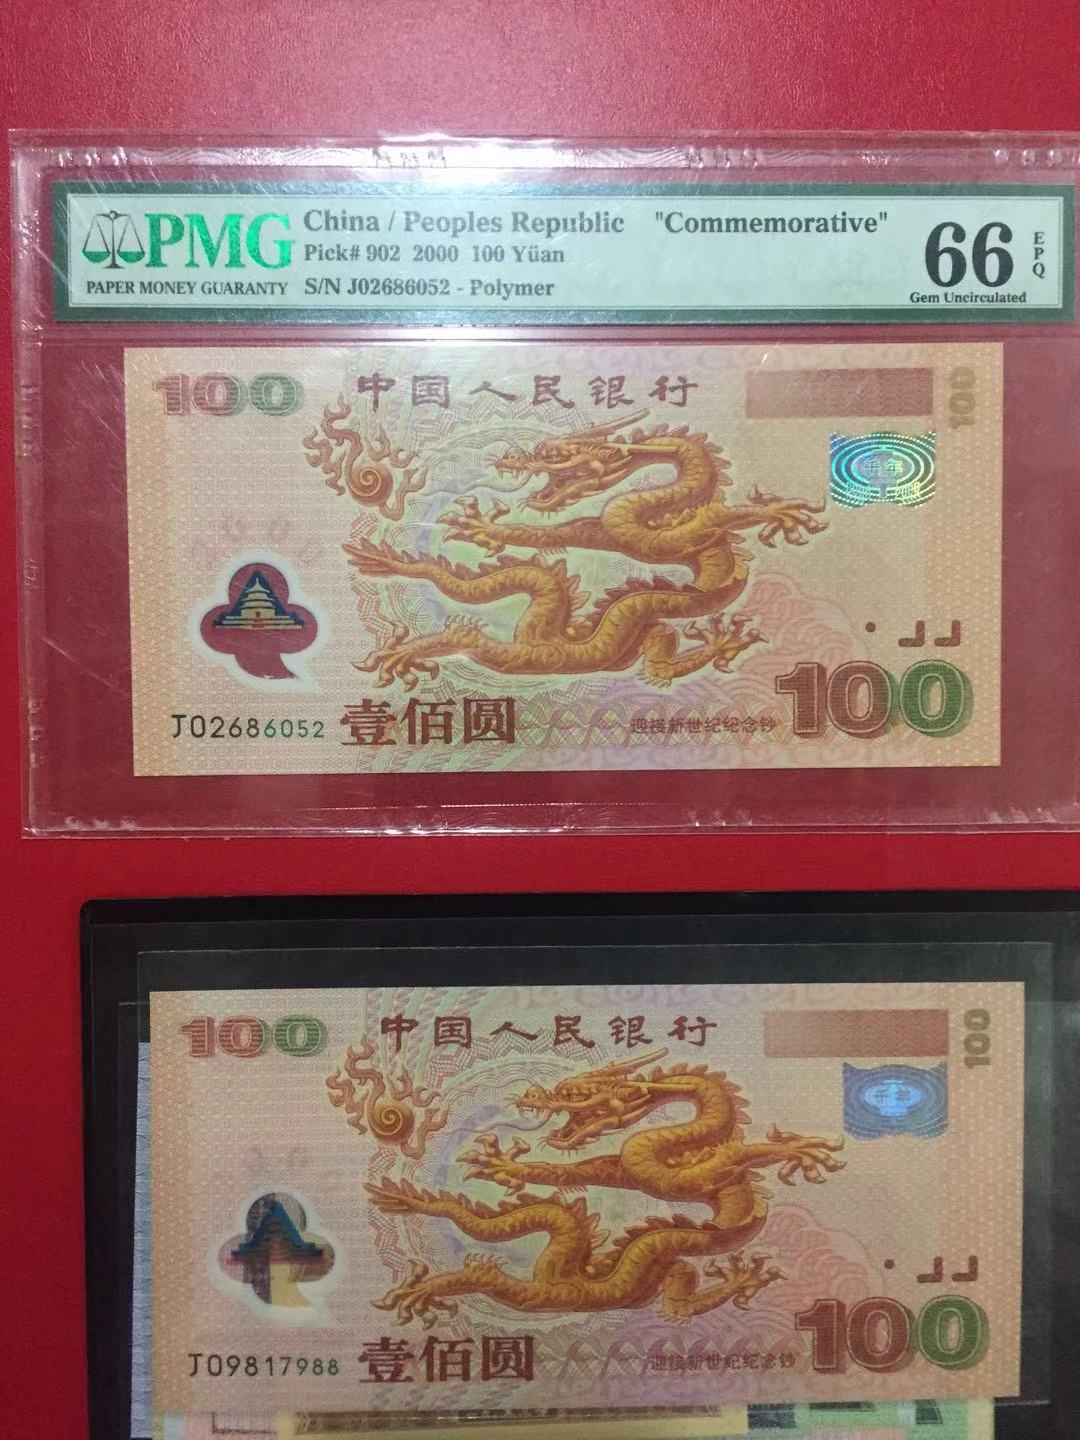 PMG
PAPER MONEY GUARANTY
China / Peoples Republic "Commemorative"
Pick# 902 2000 100 Yüan
S/N J02686052 - Polymer
66
EPQ
Gem Uncirculated
100
中国人民银行
100
千年
2000
J02686052
壹佰圆
迎接新世纪纪念钞
100
100
中国人民银行
100
千年
J09817988
壹佰圆
迎接新世纪纪念钞
100